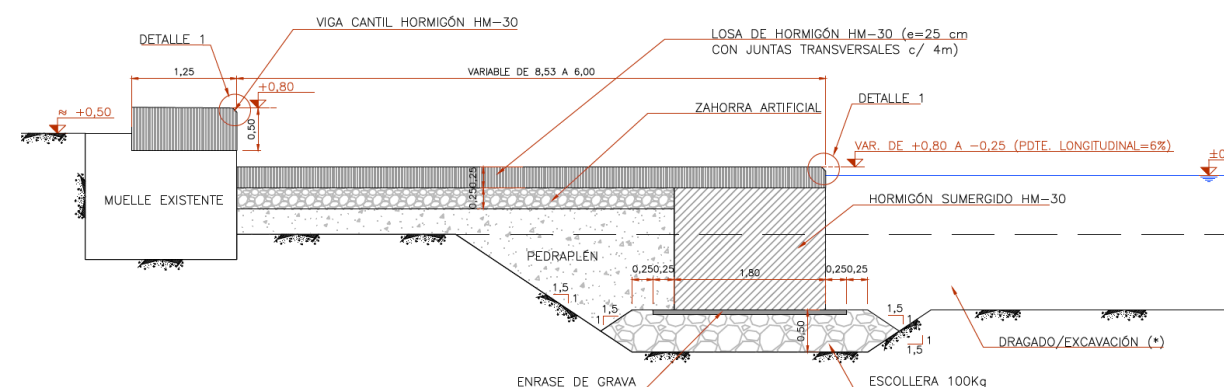 VIGA CANTIL HORMIGÓN HM-30
DETALLE 1
LOSA DE HORMIGÓN HM-30 (e=25 cm
CON JUNTAS TRANSVERSALES c/ 4m)
1,25
VARIABLE DE 8,53 A 6,00
+0,80
≈ +0,50
0,50
ZAHORRA ARTIFICIAL
DETALLE 1
VAR. DE +0,80 A -0,25 (PDTE. LONGITUDINAL=6%)
0,25
0,25
MUELLE EXISTENTE
HORMIGÓN SUMERGIDO HM-30
PEDRAPLÉN
0,25
0,25
1,80
0,25
0,25
1,5
1
1,5
1
0,50
1,5
1
1,5
1
DRAGADO/EXCAVACIÓN (*)
ENRASE DE GRAVA
ESCOLLERA 100Kg